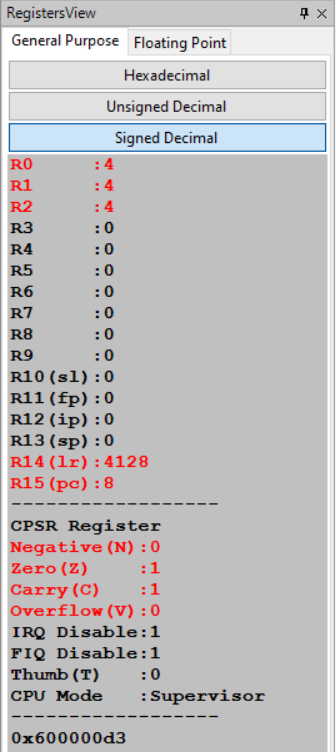 RegistersView
General Purpose Floating Point
Hexadecimal
Unsigned Decimal
Signed Decimal
R0      :4
R1      :4
R2      :4
R3      :0
R4      :0
R5      :0
R6      :0
R7      :0
R8      :0
R9      :0
R10(sl):0
R11(fp):0
R12(ip):0
R13(sp):0
R14(lr):4128
R15(pc):8
-------------------
CPSR Register
Negative(N):0
Zero(Z)    :1
Carry(C)   :1
Overflow(V):0
IRQ Disable:1
FIQ Disable:1
Thumb(T)   :0
CPU Mode   :Supervisor
-------------------
0x600000d3